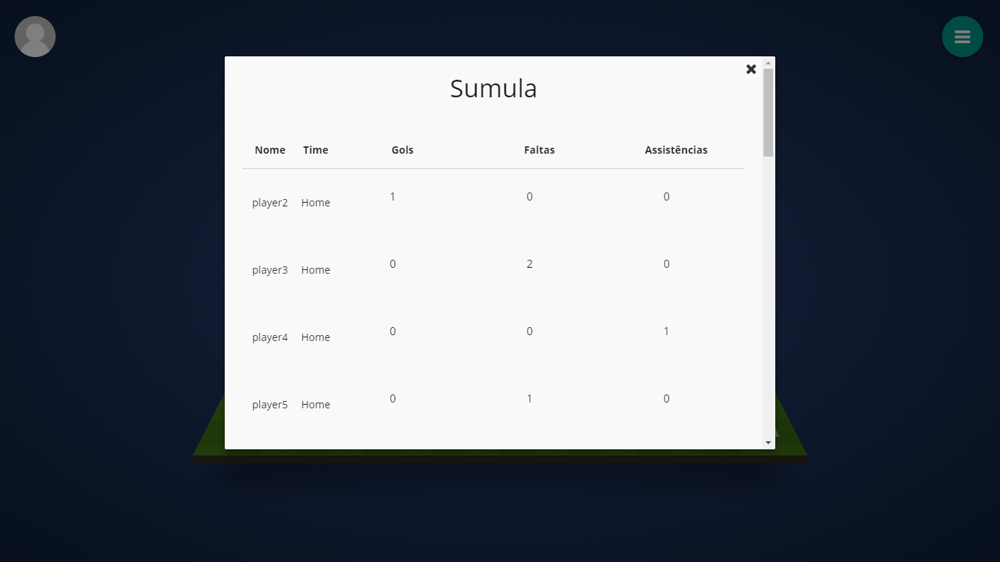 Sumula
Nome Time Gols Faltas Assistências
player2 Home 1 0 0
player3 Home 0 2 0
player4 Home 0 0 1
player5 Home 0 1 0